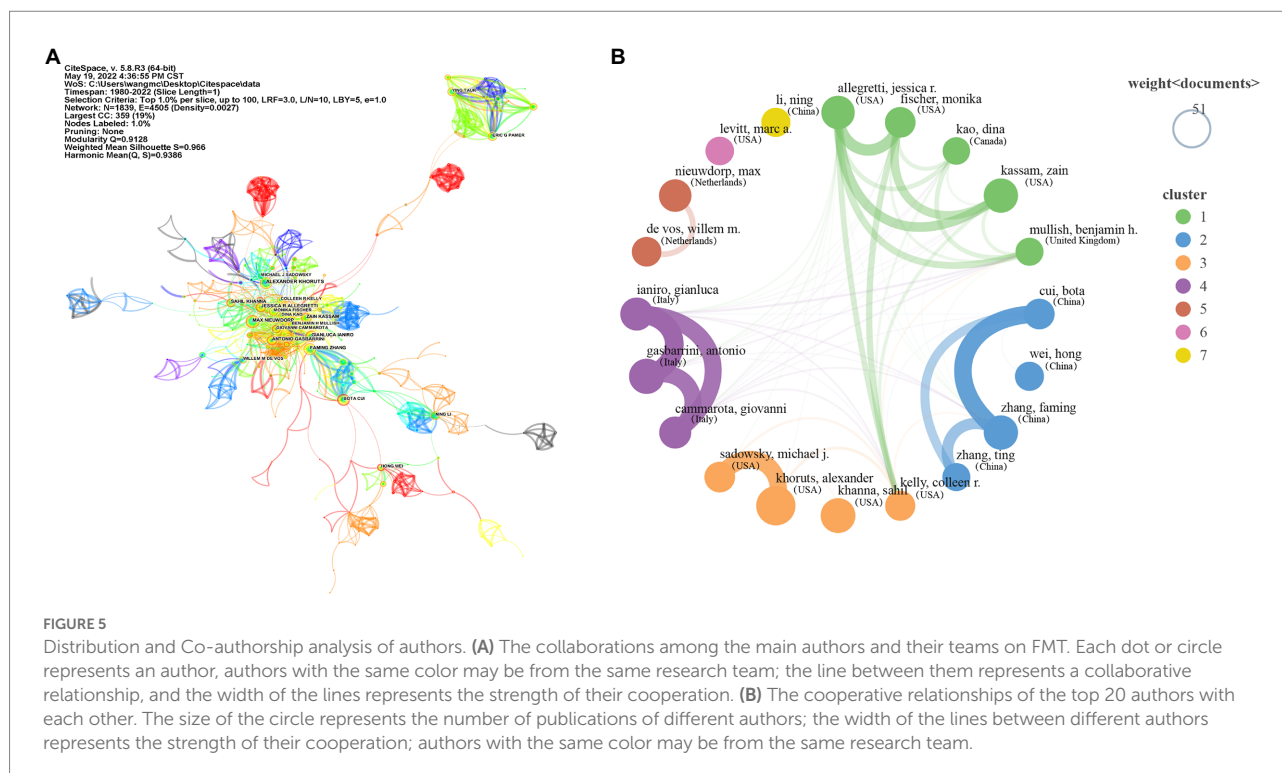 A
CiteSpace, v. 5.8.R3 (64-bit)
May 19, 2022 4:36:55 PM CST
WoS: C:\Users\wangmc\Desktop\Citespace\data
Timespan: 1980-2022 (Slice Length=1)
Selection Criteria: Top 1.0% per slice, up to 100, LRF=3.0, L/N=10, LBY=5, e=1.0
Network: N=1839, E=4505 (Density=0.0027)
Largest CC: 359 (19%)
Nodes Labeled: 1.0%
Pruning: None
Modularity Q=0.9128
Weighted Mean Silhouette S=0.966
Harmonic Mean(Q, S)=0.9386
YING TAUR
ERIC G PAMER
MICHAEL J SADOWSKY
ALEXANDER KHORUTS
COLLEEN R KELLY
SAHIL KHANNA
JESSICA R ALLEGRETTI
MONIKA FISCHER
DINA KAO
ZAIN KASSAM
MAX NIEUWDORP
BENJAMIN H MULLISH
GIOVANNI CAMMAROTA
GIANLUCA IANIRO
ANTONIO GASBARRINI
FAMING ZHANG
WILLEM M DE VOS
BOTA CUI
NING LI
HONG WEI
B
allegretti, jessica r.
(USA)
fischer, monika
(USA)
kao, dina
(Canada)
kassam, zain
(USA)
mullish, benjamin h.
(United Kingdom)
cui, bota
(China)
wei, hong
(China)
zhang, faming
(China)
zhang, ting
(China)
kelly, colleen r.
(USA)
khanna, sahil
(USA)
khoruts, alexander
(USA)
sadowsky, michael j.
(USA)
cammarota, giovanni
(Italy)
gasbarrini, antonio
(Italy)
ianiro, gianluca
(Italy)
de vos, willem m.
(Netherlands)
nieuwdorp, max
(Netherlands)
levitt, marc a.
(USA)
li, ning
(China)
weight<documents>
51
cluster
1
2
3
4
5
6
7
FIGURE 5
Distribution and Co-authorship analysis of authors. (A) The collaborations among the main authors and their teams on FMT. Each dot or circle
represents an author, authors with the same color may be from the same research team; the line between them represents a collaborative
relationship, and the width of the lines represents the strength of their cooperation. (B) The cooperative relationships of the top 20 authors with
each other. The size of the circle represents the number of publications of different authors; the width of the lines between different authors
represents the strength of their cooperation; authors with the same color may be from the same research team.